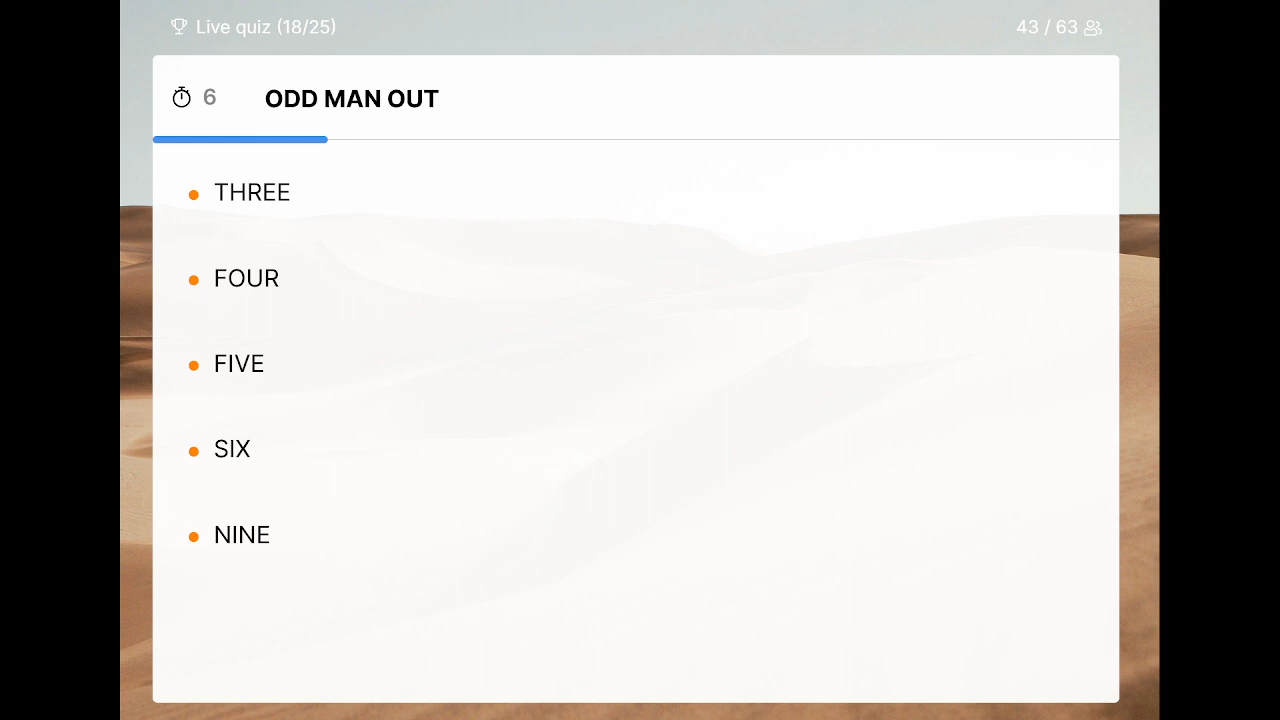 Live quiz (18/25)
43 / 63
6
ODD MAN OUT
THREE
FOUR
FIVE
SIX
NINE